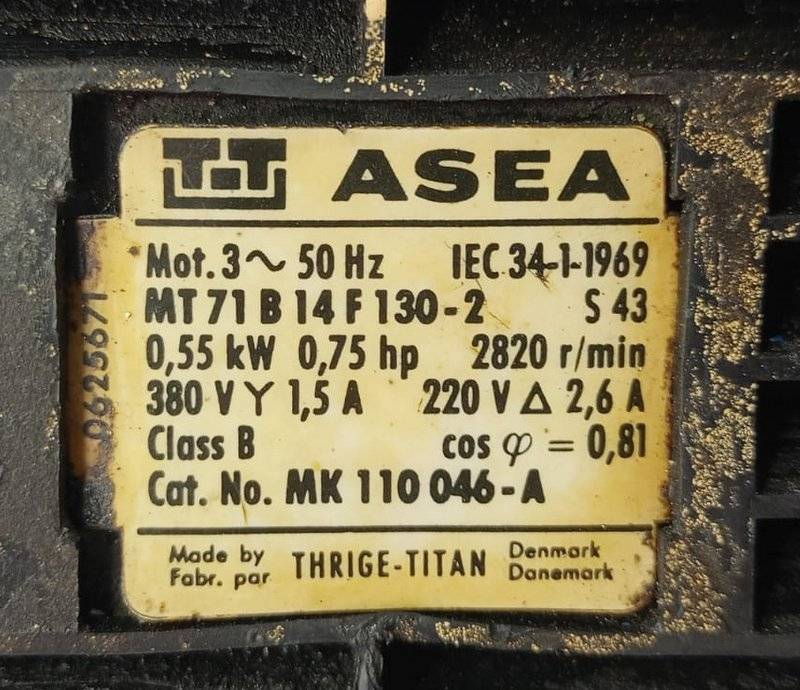 TT ASEA
Mot. 3~ 50 Hz IEC 34-1-1969
MT 71 B 14 F 130-2 S 43
0,55 kW 0,75 hp 2820 r/min
380 V Y 1,5 A 220 V Δ 2,6 A
Class B cos φ = 0,81
Cat. No. MK 110 046-A
Made by THRIGE-TITAN Denmark
Fabr. par Danemark
0625671